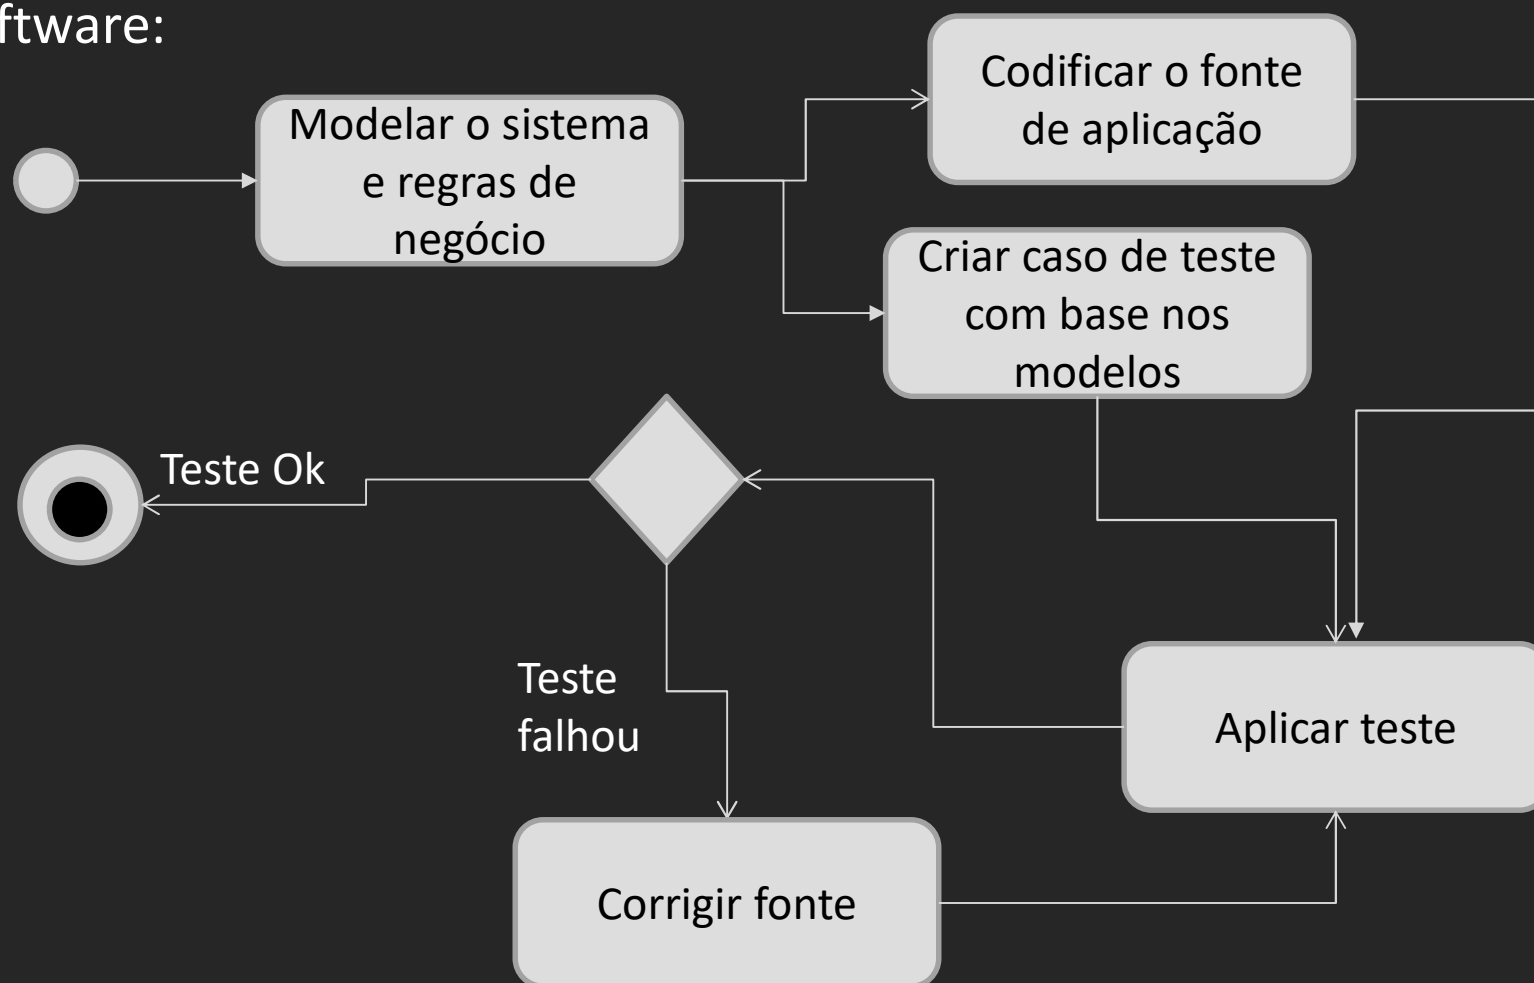 ftware:
Codificar o fonte
de aplicação
Modelar o sistema
e regras de
negócio
Criar caso de teste
com base nos
modelos
Teste Ok
Teste
falhou
Aplicar teste
Corrigir fonte